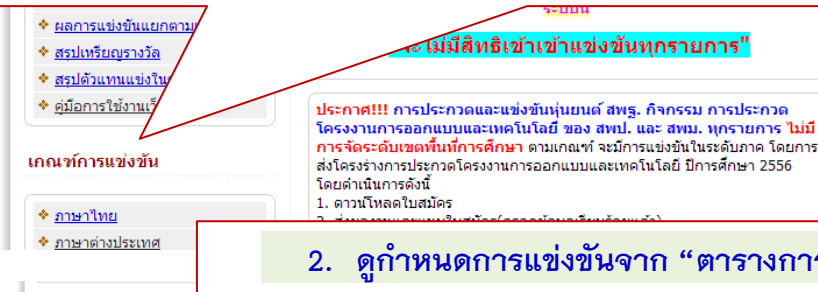 ระบบนี้
ผลการแข่งขันแยกตาม
สรุปเหรียญรางวัล
จะไม่มีสิทธิเข้าเข้าแข่งขันทุกรายการ"
สรุปตัวแทนแข่งใน
คู่มือการใช้งาน
เกณฑ์การแข่งขัน
ภาษาไทย
ภาษาต่างประเทศ
ประกาศ!!! การประกวดและแข่งขันหุ่นยนต์ สพฐ. กิจกรรม การประกวด
โครงงานการออกแบบและเทคโนโลยี ของ สพป. และ สพม. ทุกรายการ ไม่มี
การจัดระดับเขตพื้นที่การศึกษา ตามเกณฑ์ จะมีการแข่งขันในระดับภาค โดยการ
ส่งโครงร่างการประกวดโครงงานการออกแบบและเทคโนโลยี ปีการศึกษา 2556
โดยดำเนินการดังนี้
1. ดาวน์โหลดใบสมัคร
2. ดูกำหนดการแข่งขันจาก “ตารางการ